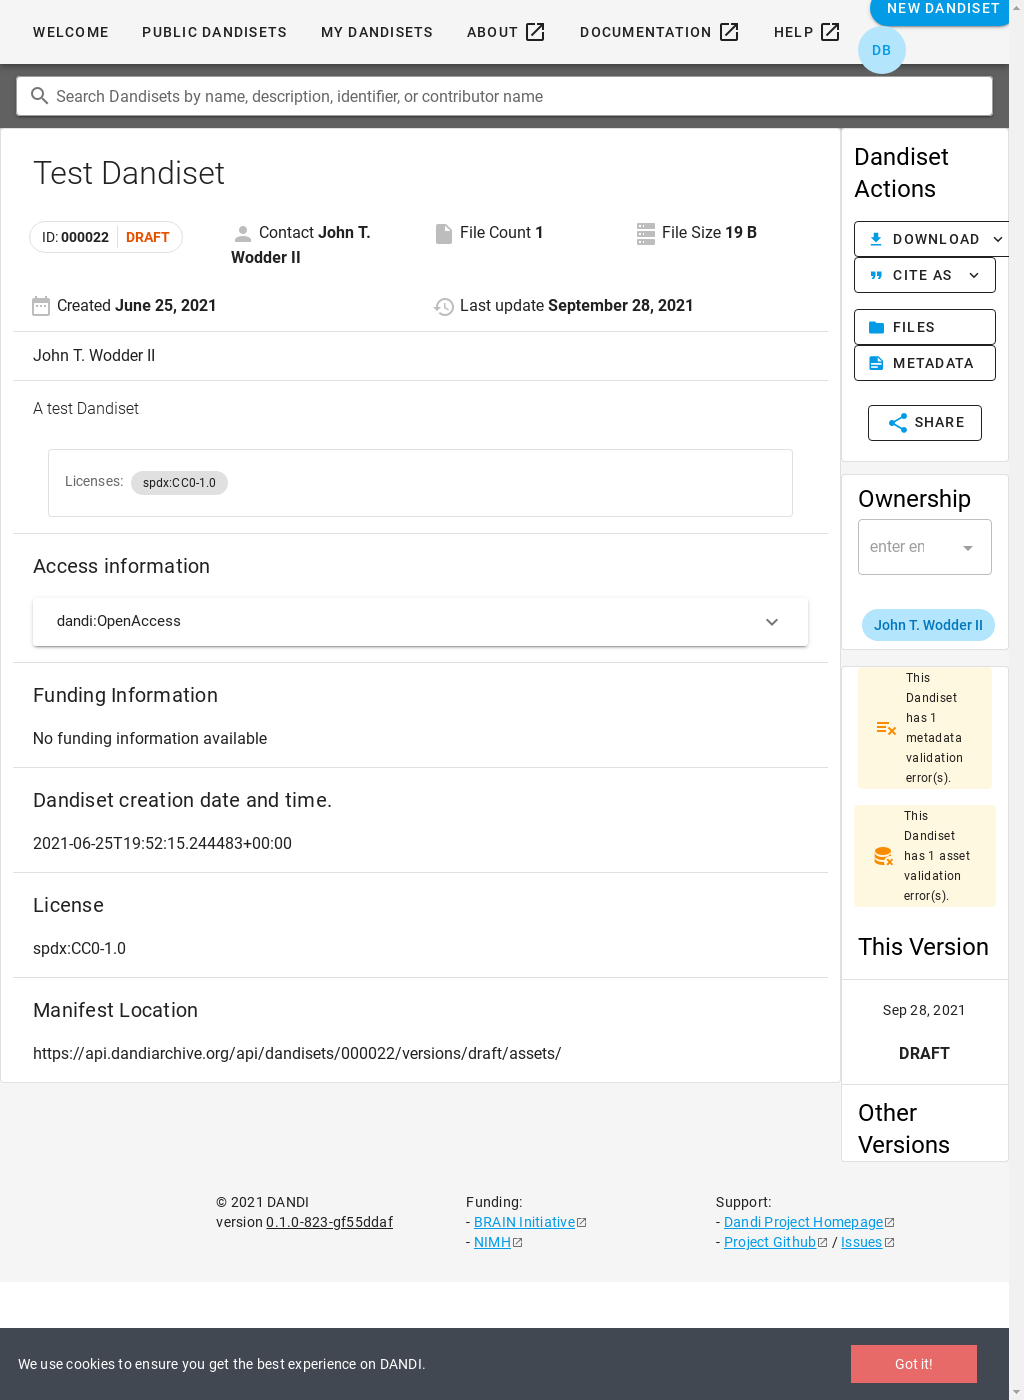 WELCOME PUBLIC DANDISETS MY DANDISETS ABOUT DOCUMENTATION HELP NEW DANDISET
DB
Search Dandisets by name, description, identifier, or contributor name
Test Dandiset
ID: 000022 DRAFT
Contact John T.
Wodder II
File Count 1
File Size 19 B
Created June 25, 2021
Last update September 28, 2021
John T. Wodder II
A test Dandiset
Licenses: spdx:CC0-1.0
Access information
dandi:OpenAccess
Funding Information
No funding information available
Dandiset creation date and time.
2021-06-25T19:52:15.244483+00:00
License
spdx:CC0-1.0
Manifest Location
https://api.dandiarchive.org/api/dandisets/000022/versions/draft/assets/
Dandiset
Actions
DOWNLOAD
CITE AS
FILES
METADATA
SHARE
Ownership
enter en
John T. Wodder II
This
Dandiset
has 1
metadata
validation
error(s).
This
Dandiset
has 1 asset
validation
error(s).
This Version
Sep 28, 2021
DRAFT
Other
Versions
© 2021 DANDI
version 0.1.0-823-gf55ddaf
Funding:
- BRAIN Initiative
- NIMH
Support:
- Dandi Project Homepage
- Project Github / Issues
We use cookies to ensure you get the best experience on DANDI.
Got it!